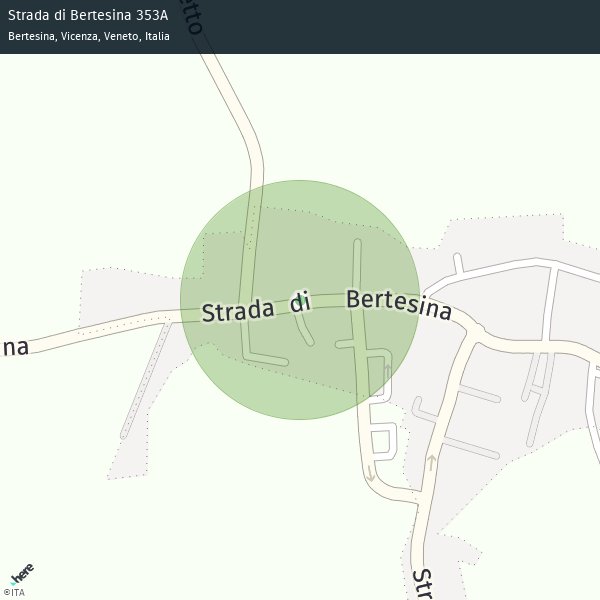 Strada di Bertesina 353A
Bertesina, Vicenza, Veneto, Italia
etto
Strada di Bertesina
na
Str
here
©ITA